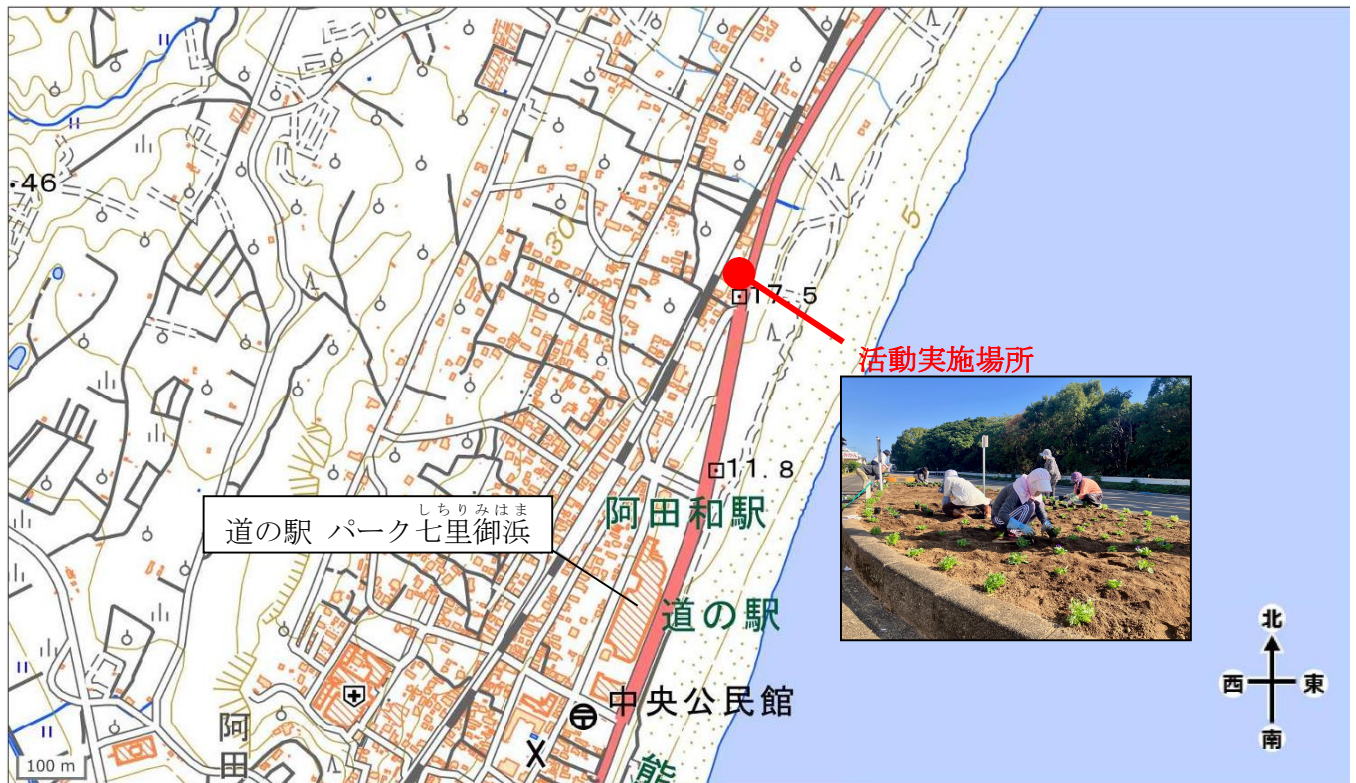 ・46
30
5
17.5
活動実施場所
11.8
しちりみはま
道の駅 パーク七里御浜
阿田和駅
道の駅
中央公民館
北
西
東
南
阿田
熊
100 m